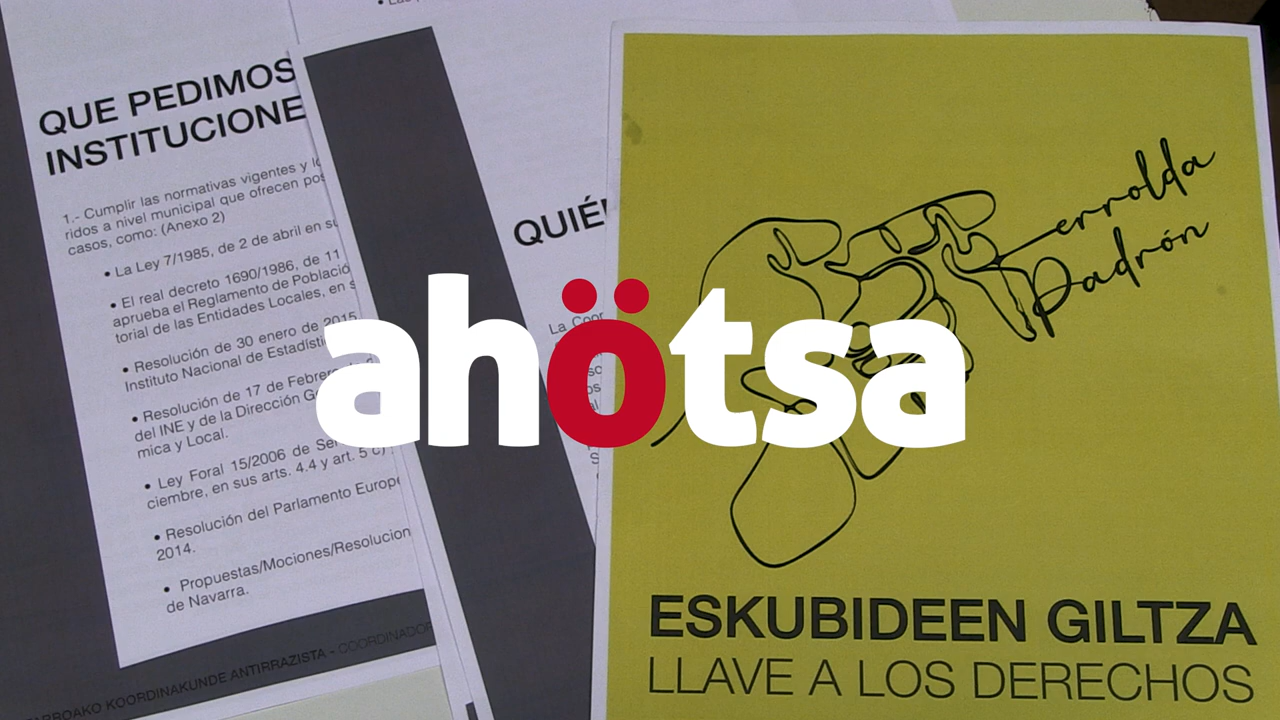 QUE PEDIMOS
INSTITUCIONE
1.- Cumplir las normativas vigentes y
ridos a nivel municipal que ofrecen
casos, como: (Anexo 2)
• La Ley 7/1985, de 2 de abril en
• El real decreto 1690/1986, de 11
aprueba el Reglamento de Població
torial de las Entidades Locales, en
• Resolución de 30 enero de 2015
Instituto Nacional de Estadísti
• Resolución de 17 de Febrero
del INE y de la Dirección
mica y Local.
• Ley Foral 15/2006 de
ciembre, en sus arts. 4.4 y art. 5 c)
• Resolución del Parlamento Europe
2014.
• Propuestas/Mociones/Resolucion
de Navarra.
KOORDINAKUNDE ANTIRRAZISTA - COORDINADOR
QUIÉ
La Coor
ahötsa
errolda
Padrón
ESKUBIDEEN GILTZA
LLAVE A LOS DERECHOS